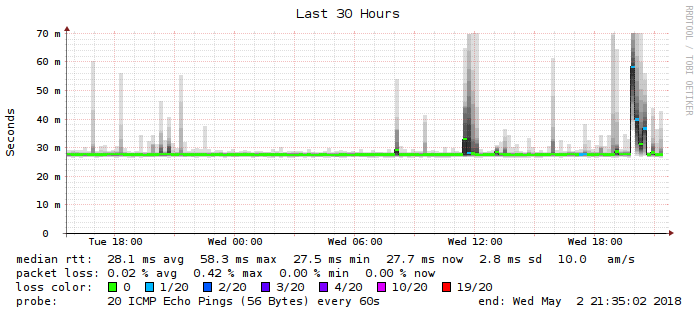 Last 30 Hours
RRDTOOL / TOBI OETIKER
Seconds
70 m
60 m
50 m
40 m
30 m
20 m
10 m
0
Tue 18:00 Wed 00:00 Wed 06:00 Wed 12:00 Wed 18:00
median rtt: 28.1 ms avg 58.3 ms max 27.5 ms min 27.7 ms now 2.8 ms sd 10.0 am/s
packet loss: 0.02 % avg 0.42 % max 0.00 % min 0.00 % now
loss color: 0 1/20 2/20 3/20 4/20 10/20 19/20
probe: 20 ICMP Echo Pings (56 Bytes) every 60s end: Wed May 2 21:35:02 2018